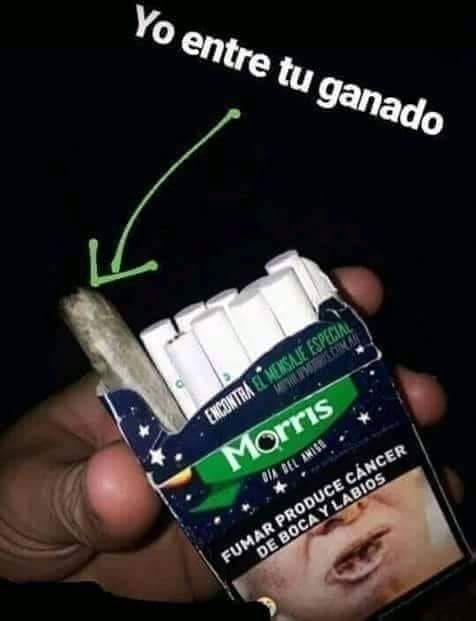 Yo entre tu ganado
ENCONTRÁ EL MENSAJE ESPECIAL
Morris
DÍA DEL AMIGO
FUMAR PRODUCE CÁNCER
DE BOCA Y LABIOS